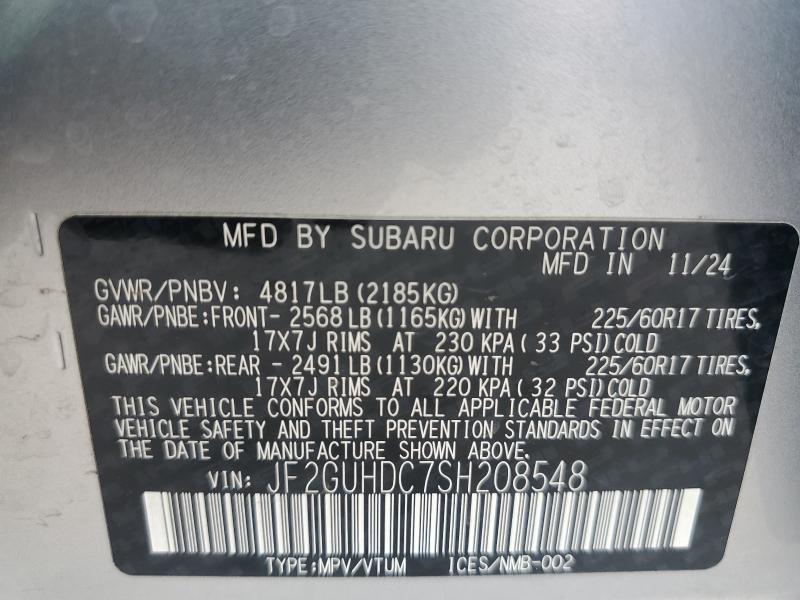 MFD BY SUBARU CORPORATION
MFD IN 11/24
GVWR/PNBV: 4817LB (2185KG)
GAWR/PNBE:FRONT- 2568 LB (1165KG) WITH 225/60R17 TIRES,
17X7J RIMS AT 230 KPA ( 33 PSI) COLD
GAWR/PNBE:REAR - 2491 LB (1130KG) WITH 225/60R17 TIRES,
17X7J RIMS AT 220 KPA ( 32 PSI) COLD
THIS VEHICLE CONFORMS TO ALL APPLICABLE FEDERAL MOTOR
VEHICLE SAFETY AND THEFT PREVENTION STANDARDS IN EFFECT ON
THE DATE OF MANUFACTURE SHOWN ABOVE.
VIN: JF2GUHDC7SH208548
TYPE:MPV/VTUM ICES/NMB-002